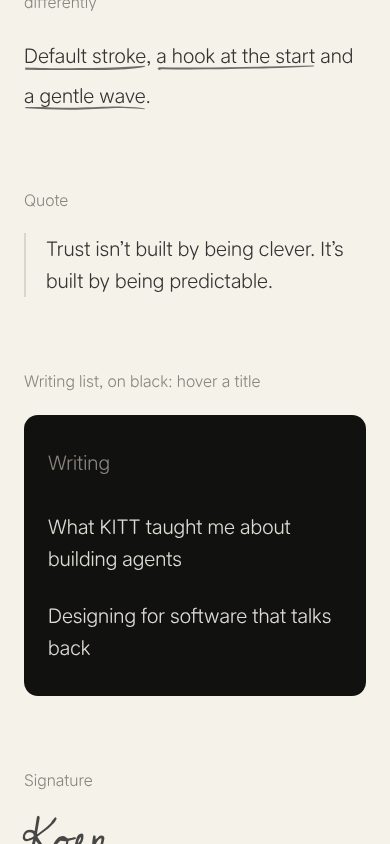 differently
Default stroke, a hook at the start and
a gentle wave.
Quote
Trust isn’t built by being clever. It’s
built by being predictable.
Writing list, on black: hover a title
Writing
What KITT taught me about
building agents
Designing for software that talks
back
Signature
Koen